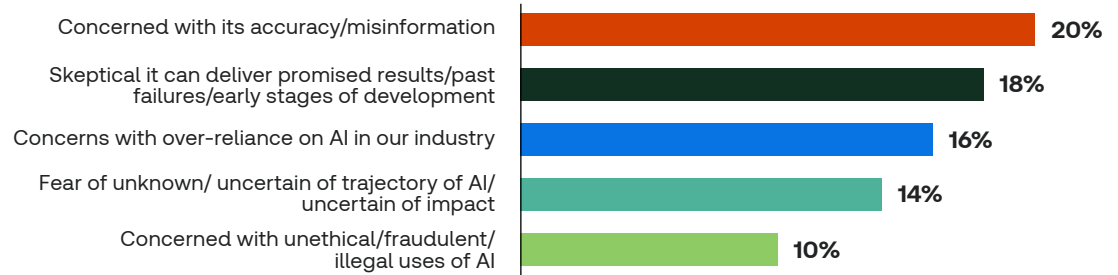 Concerned with its accuracy/misinformation
20%
Skeptical it can deliver promised results/past
failures/early stages of development
18%
Concerns with over-reliance on AI in our industry
16%
Fear of unknown/ uncertain of trajectory of AI/
uncertain of impact
14%
Concerned with unethical/fraudulent/
illegal uses of AI
10%